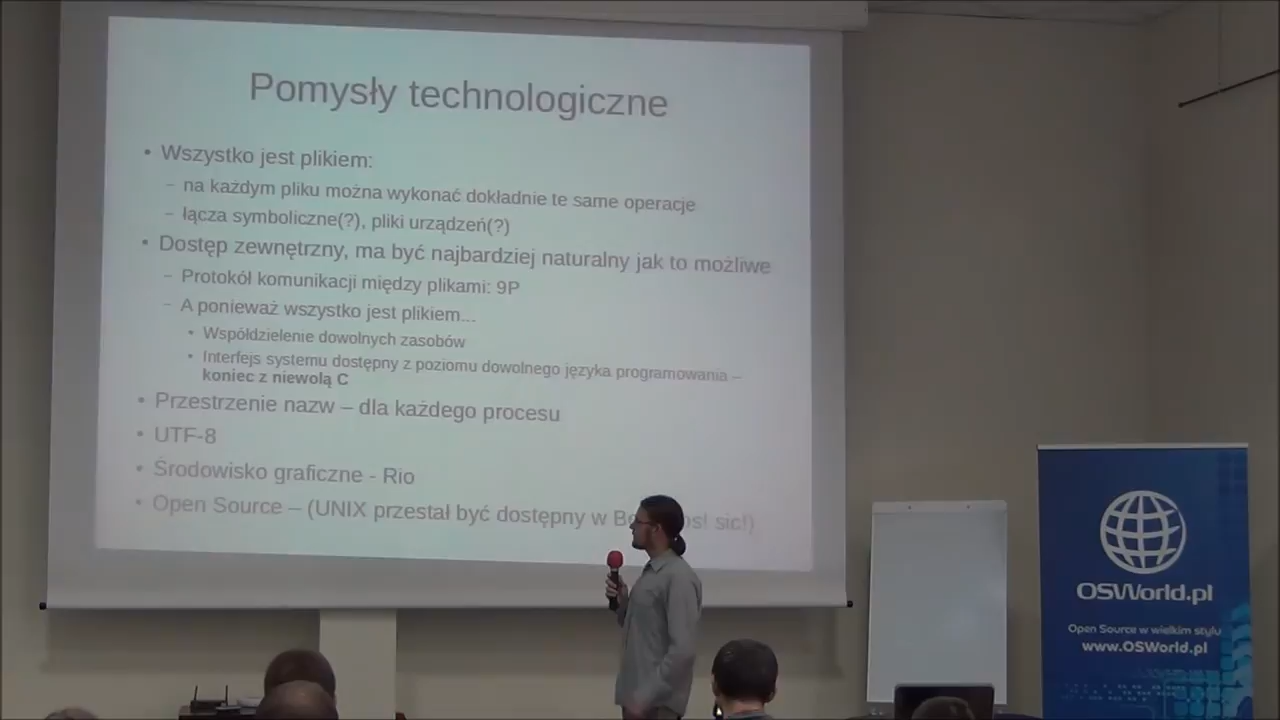 Pomysły technologiczne
• Wszystko jest plikiem:
– na każdym pliku można wykonać dokładnie te same operacje
– łącza symboliczne(?), pliki urządzeń(?)
• Dostęp zewnętrzny, ma być najbardziej naturalny jak to możliwe
– Protokół komunikacji między plikami: 9P
– A ponieważ wszystko jest plikiem...
• Współdzielenie dowolnych zasobów
• Interfejs systemu dostępny z poziomu dowolnego języka programowania –
koniec z niewolą C
• Przestrzenie nazw – dla każdego procesu
• UTF-8
• Środowisko graficzne - Rio
• Open Source – (UNIX przestał być dostępny w sic!)
OSWorld.pl
Open Source w wielkim stylu
www.OSWorld.pl